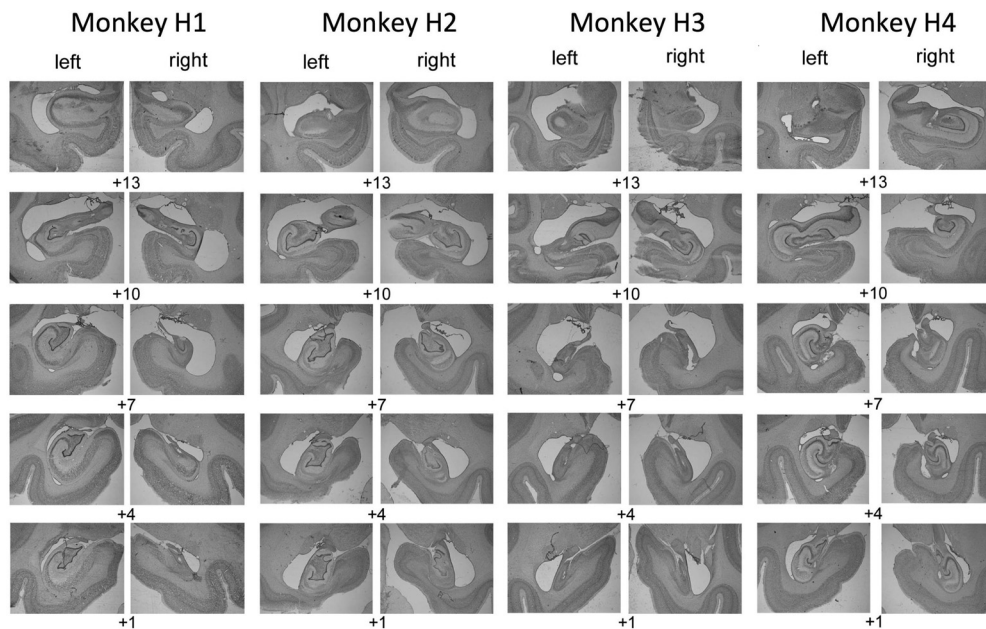 Monkey H1 Monkey H2 Monkey H3 Monkey H4
left right left right left right left right
+13 +13 +13 +13
+10 +10 +10 +10
+7 +7 +7 +7
+4 +4 +4 +4
+1 +1 +1 +1